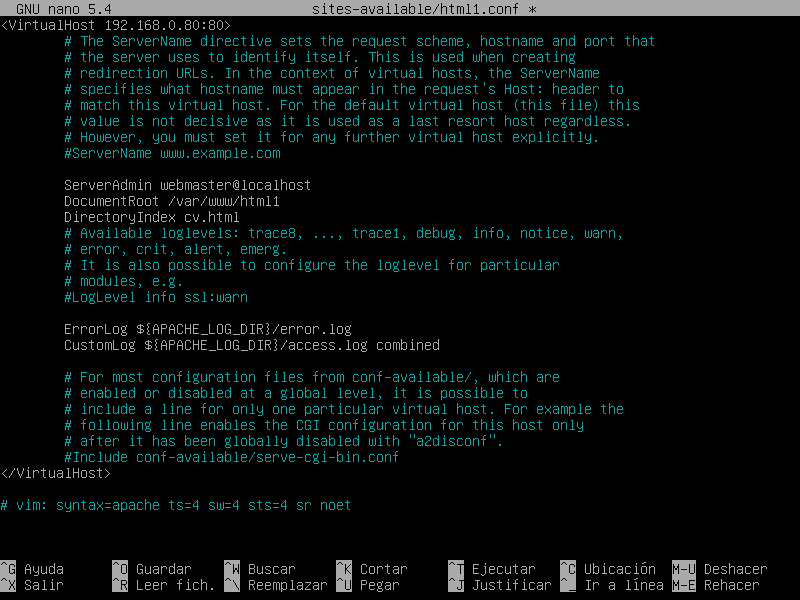 GNU nano 5.4 sites-available/html1.conf *
<VirtualHost 192.168.0.80:80>
# The ServerName directive sets the request scheme, hostname and port that
# the server uses to identify itself. This is used when creating
# redirection URLs. In the context of virtual hosts, the ServerName
# specifies what hostname must appear in the request's Host: header to
# match this virtual host. For the default virtual host (this file) this
# value is not decisive as it is used as a last resort host regardless.
# However, you must set it for any further virtual host explicitly.
#ServerName www.example.com
ServerAdmin webmaster@localhost
DocumentRoot /var/www/html1
DirectoryIndex cv.html
# Available loglevels: trace8, ..., trace1, debug, info, notice, warn,
# error, crit, alert, emerg.
# It is also possible to configure the loglevel for particular
# modules, e.g.
#LogLevel info ssl:warn
ErrorLog ${APACHE_LOG_DIR}/error.log
CustomLog ${APACHE_LOG_DIR}/access.log combined
# For most configuration files from conf-available/, which are
# enabled or disabled at a global level, it is possible to
# include a line for only one particular virtual host. For example the
# following line enables the CGI configuration for this host only
# after it has been globally disabled with "a2disconf".
#Include conf-available/serve-cgi-bin.conf
</VirtualHost>
# vim: syntax=apache ts=4 sw=4 sts=4 sr noet
^G Ayuda ^O Guardar ^W Buscar ^K Cortar ^T Ejecutar ^C Ubicación M-U Deshacer
^X Salir ^R Leer fich. ^\ Reemplazar ^U Pegar ^J Justificar ^_ Ir a línea M-E Rehacer